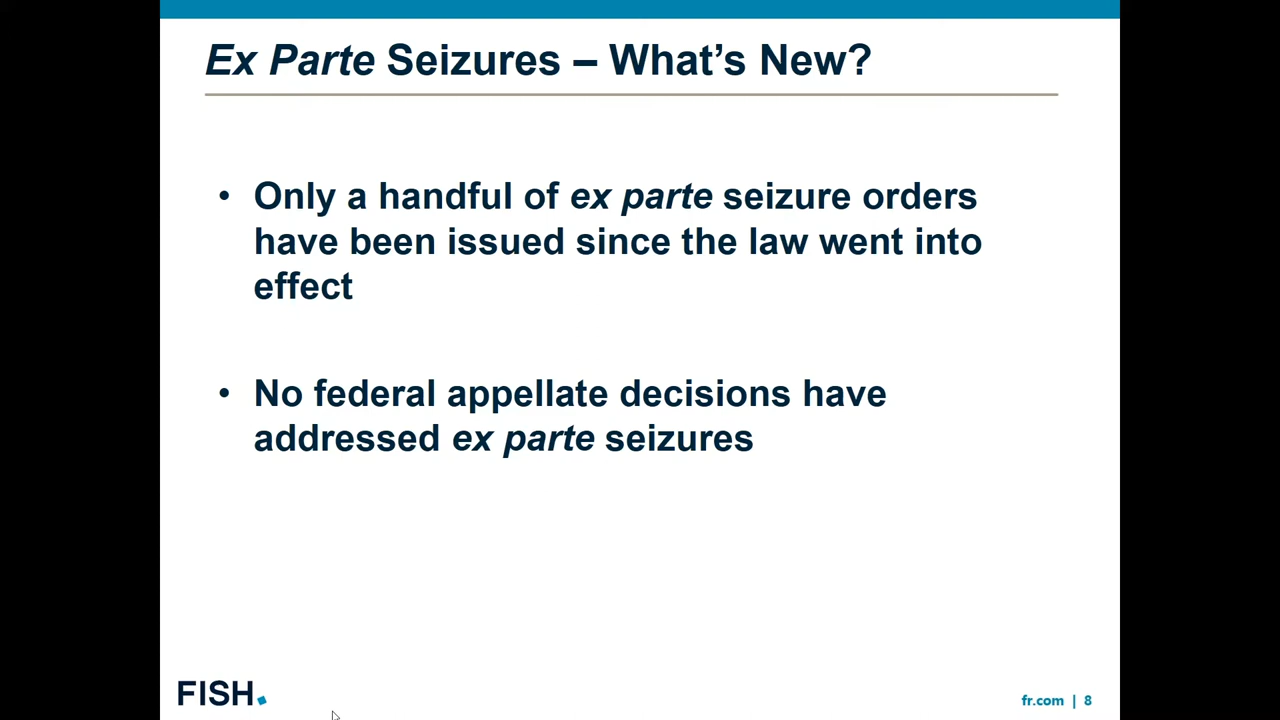 Ex Parte Seizures – What's New?
• Only a handful of ex parte seizure orders
have been issued since the law went into
effect
• No federal appellate decisions have
addressed ex parte seizures
FISH.
fr.com | 8